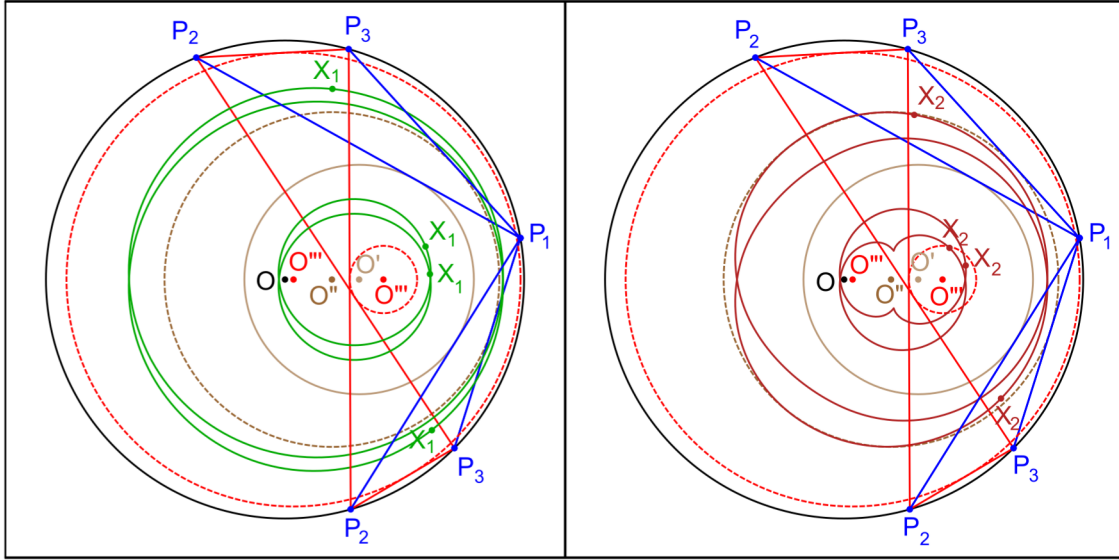 P₂ P₃
X₁
P₁
X₁
O O''' O' X₁
O'' O'''
X₁
P₃
P₂
P₂ P₃
X₂
P₁
X₂
O O''' O' X₂
O'' O'''
X₂
P₃
P₂